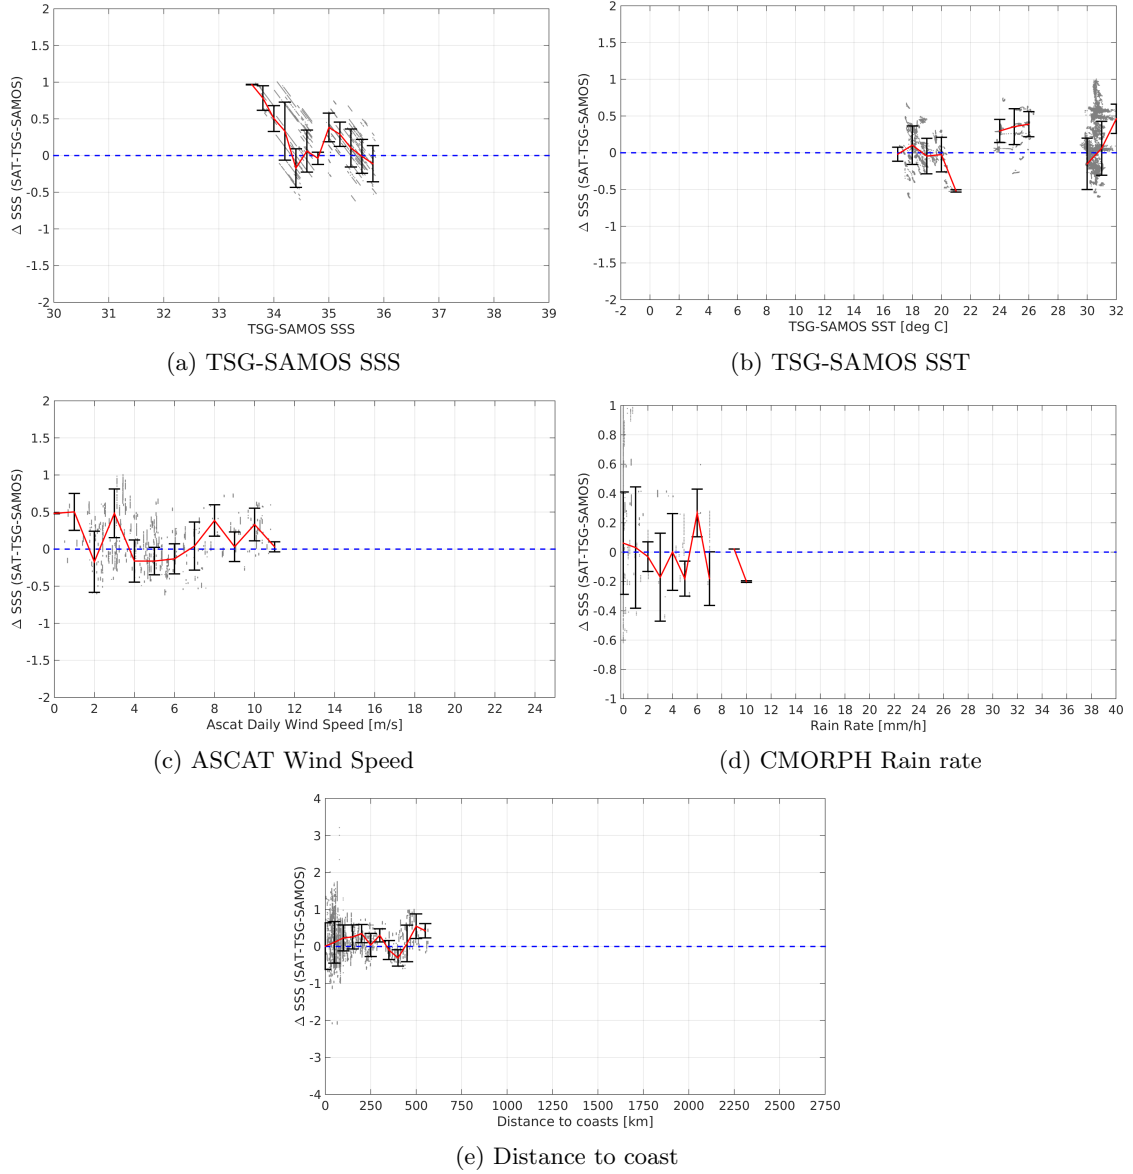 2
1.5
1
0.5
0
-0.5
-1
-1.5
-2
Δ SSS (SAT-TSG-SAMOS)
30 31 32 33 34 35 36 37 38 39
TSG-SAMOS SSS
(a) TSG-SAMOS SSS
2
1.5
1
0.5
0
-0.5
-1
-1.5
-2
Δ SSS (SAT-TSG-SAMOS)
-2 0 2 4 6 8 10 12 14 16 18 20 22 24 26 28 30 32
TSG-SAMOS SST [deg C]
(b) TSG-SAMOS SST
2
1.5
1
0.5
0
-0.5
-1
-1.5
-2
Δ SSS (SAT-TSG-SAMOS)
0 2 4 6 8 10 12 14 16 18 20 22 24
Ascat Daily Wind Speed [m/s]
(c) ASCAT Wind Speed
1
0.8
0.6
0.4
0.2
0
-0.2
-0.4
-0.6
-0.8
-1
Δ SSS (SAT-TSG-SAMOS)
0 2 4 6 8 10 12 14 16 18 20 22 24 26 28 30 32 34 36 38 40
Rain Rate [mm/h]
(d) CMORPH Rain rate
4
3
2
1
0
-1
-2
-3
-4
Δ SSS (SAT-TSG-SAMOS)
0 250 500 750 1000 1250 1500 1750 2000 2250 2500 2750
Distance to coasts [km]
(e) Distance to coast